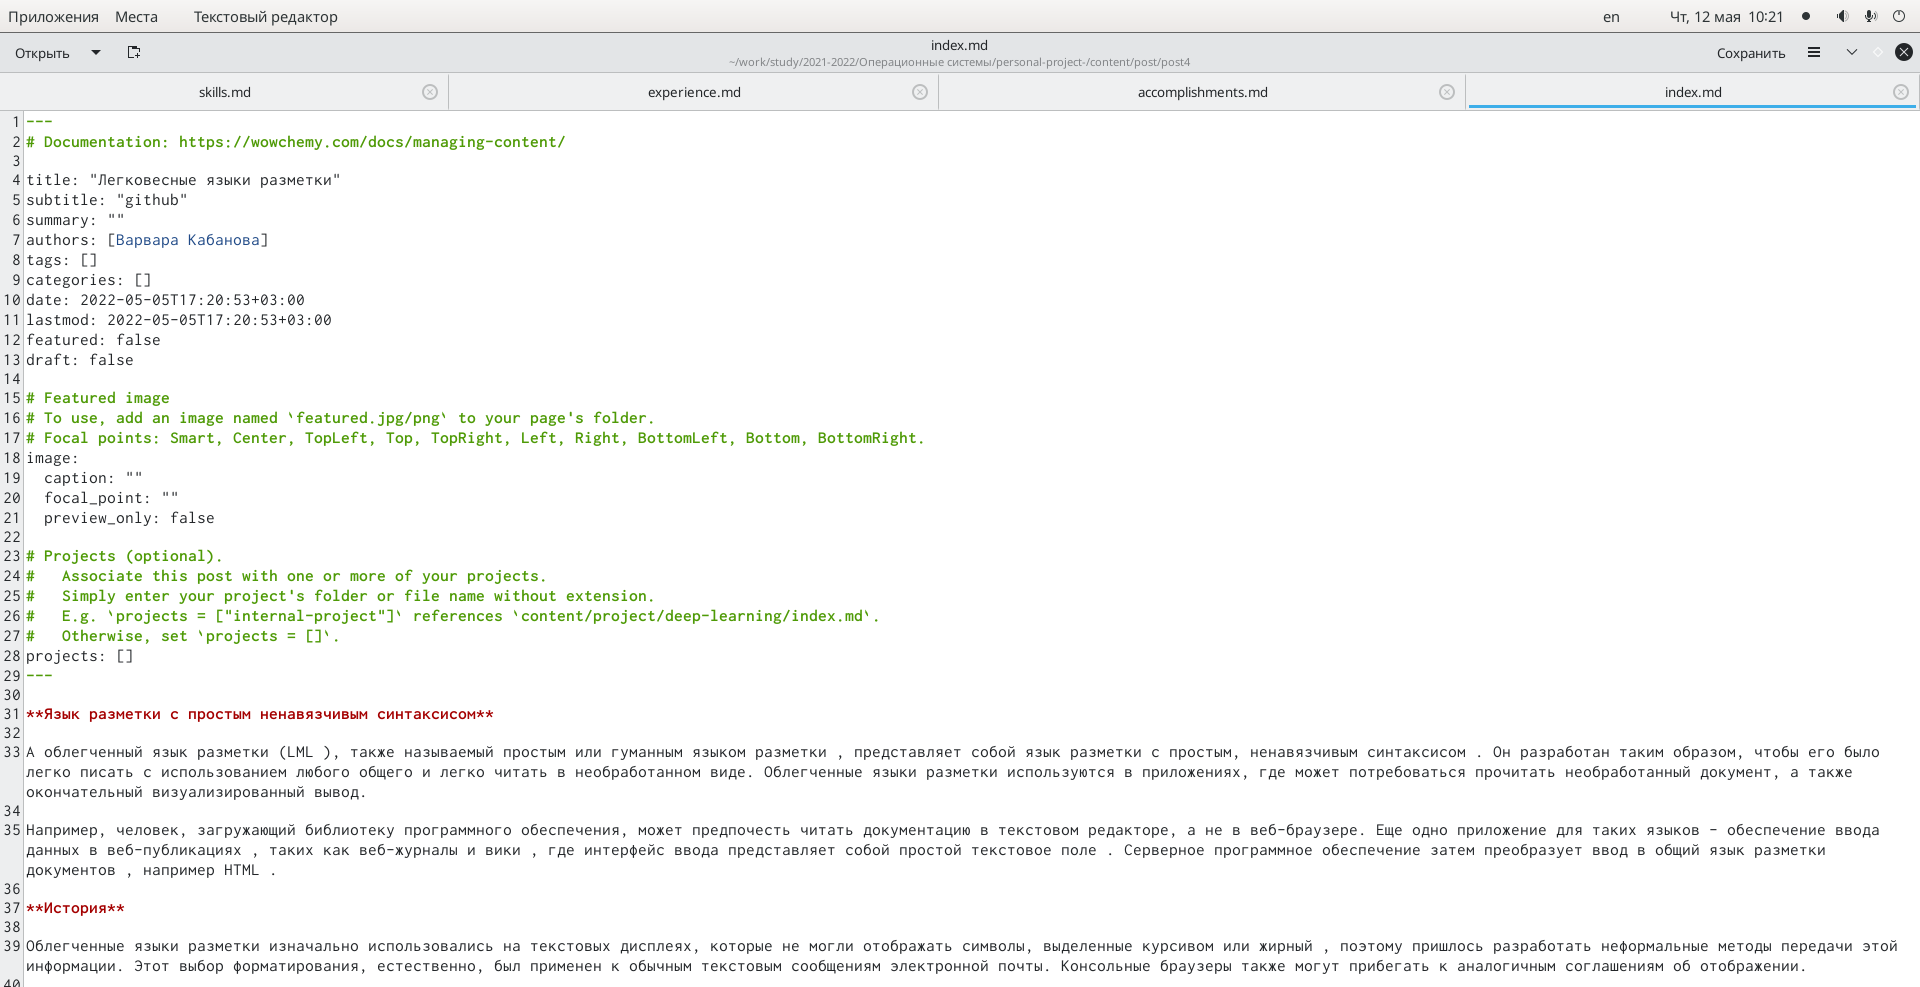 Приложения Места Текстовый редактор en Чт, 12 мая 10:21
Открыть index.md Сохранить
~/work/study/2021-2022/Операционные системы/personal-project-/content/post/post4
skills.md experience.md accomplishments.md index.md
1 ---
2 # Documentation: https://wowchemy.com/docs/managing-content/
3
4 title: "Легковесные языки разметки"
5 subtitle: "github"
6 summary: ""
7 authors: [Варвара Кабанова]
8 tags: []
9 categories: []
10 date: 2022-05-05T17:20:53+03:00
11 lastmod: 2022-05-05T17:20:53+03:00
12 featured: false
13 draft: false
14
15 # Featured image
16 # To use, add an image named `featured.jpg/png` to your page's folder.
17 # Focal points: Smart, Center, TopLeft, Top, TopRight, Left, Right, BottomLeft, Bottom, BottomRight.
18 image:
19   caption: ""
20   focal_point: ""
21   preview_only: false
22
23 # Projects (optional).
24 #   Associate this post with one or more of your projects.
25 #   Simply enter your project's folder or file name without extension.
26 #   E.g. `projects = ["internal-project"]` references `content/project/deep-learning/index.md`.
27 #   Otherwise, set `projects = []`.
28 projects: []
29 ---
30
31 **Язык разметки с простым ненавязчивым синтаксисом**
32
33 А облегченный язык разметки (LML ), также называемый простым или гуманным языком разметки , представляет собой язык разметки с простым, ненавязчивым синтаксисом . Он разработан таким образом, чтобы его было
легко писать с использованием любого общего и легко читать в необработанном виде. Облегченные языки разметки используются в приложениях, где может потребоваться прочитать необработанный документ, а также
окончательный визуализированный вывод.
34
35 Например, человек, загружающий библиотеку программного обеспечения, может предпочесть читать документацию в текстовом редакторе, а не в веб-браузере. Еще одно приложение для таких языков - обеспечение ввода
данных в веб-публикациях , таких как веб-журналы и вики , где интерфейс ввода представляет собой простой текстовое поле . Серверное программное обеспечение затем преобразует ввод в общий язык разметки
документов , например HTML .
36
37 **История**
38
39 Облегченные языки разметки изначально использовались на текстовых дисплеях, которые не могли отображать символы, выделенные курсивом или жирный , поэтому пришлось разработать неформальные методы передачи этой
информации. Этот выбор форматирования, естественно, был применен к обычным текстовым сообщениям электронной почты. Консольные браузеры также могут прибегать к аналогичным соглашениям об отображении.
40